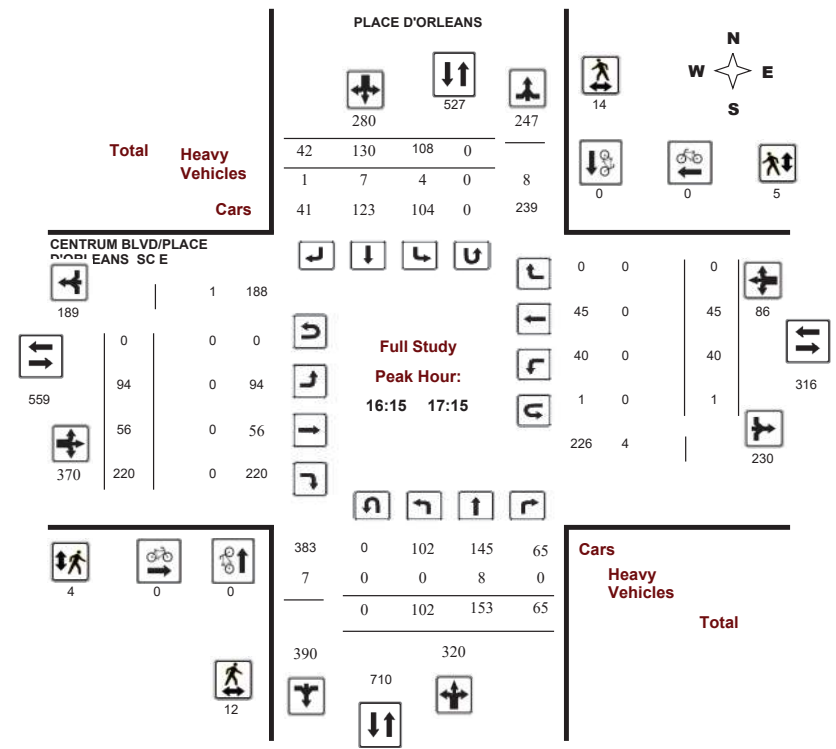 PLACE D'ORLEANS
N
W E
S
527
14
280 247
Total Heavy
Vehicles
Cars
42 130 108 0
1 7 4 0 8
41 123 104 0 239
0 0 5
CENTRUM BLVD/PLACE
D'ORLEANS SC E
189
1 188
0 0 0
559
94 0 94
56 0 56
370
220 0 220
Full Study
Peak Hour:
16:15 17:15
0 0 0
45 0 45
86
40 0 40
316
1 0 1
226 4
230
4 0 0
383 0 102 145 65
7 0 0 8 0
0 102 153 65
Cars
Heavy
Vehicles
Total
390 320
710
12